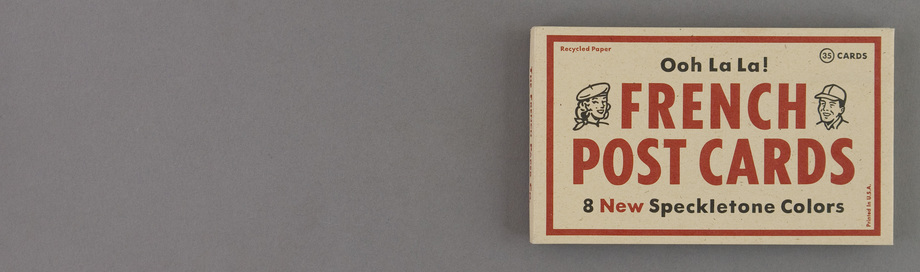 Recycled Paper
35 CARDS
Ooh La La!
FRENCH
POST CARDS
8 New Speckletone Colors
Printed in U.S.A.